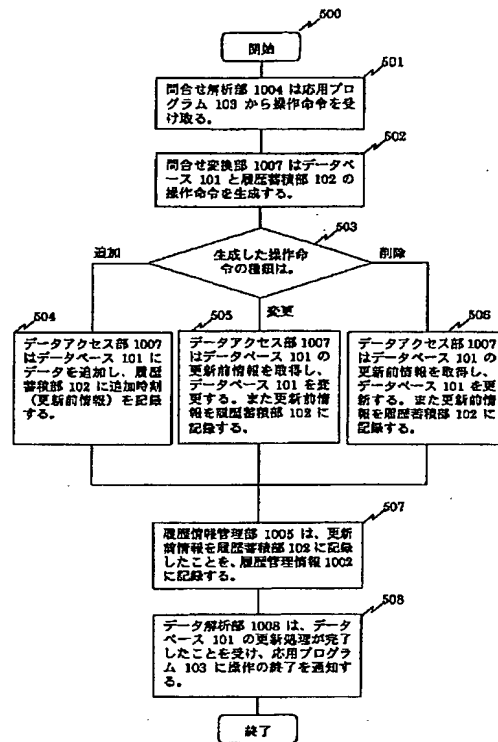 500
開始
501
問合せ解析部 1004 は応用プロ
グラム 103 から操作命令を受
け取る。
502
問合せ変換部 1007 はデータベ
ース 101 と履歴蓄積部 102 の
操作命令を生成する。
503
生成した操作命
令の種類は。
追加
変更
削除
504
データアクセス部 1007
はデータベース 101 に
データを追加し、履歴
蓄積部 102 に追加時刻
(更新前情報)を記録
する。
505
データアクセス部 1007
はデータベース 101 の
更新前情報を取得し、
データベース 101 を変
更する。また更新前情
報を履歴蓄積部 102 に
記録する。
506
データアクセス部 1007
はデータベース 101 の
更新前情報を取得し、
データベース 101 を更
新する。また更新前情
報を履歴蓄積部 102 に
記録する。
507
履歴情報管理部 1005 は、更新
前情報を履歴蓄積部 102 に記録
したことを、履歴管理情報 1002
に記録する。
508
データ解析部 1008 は、データ
ベース 101 の更新処理が完了
したことを受け、応用プログラ
ム 103 に操作の終了を通知す
る。
終了